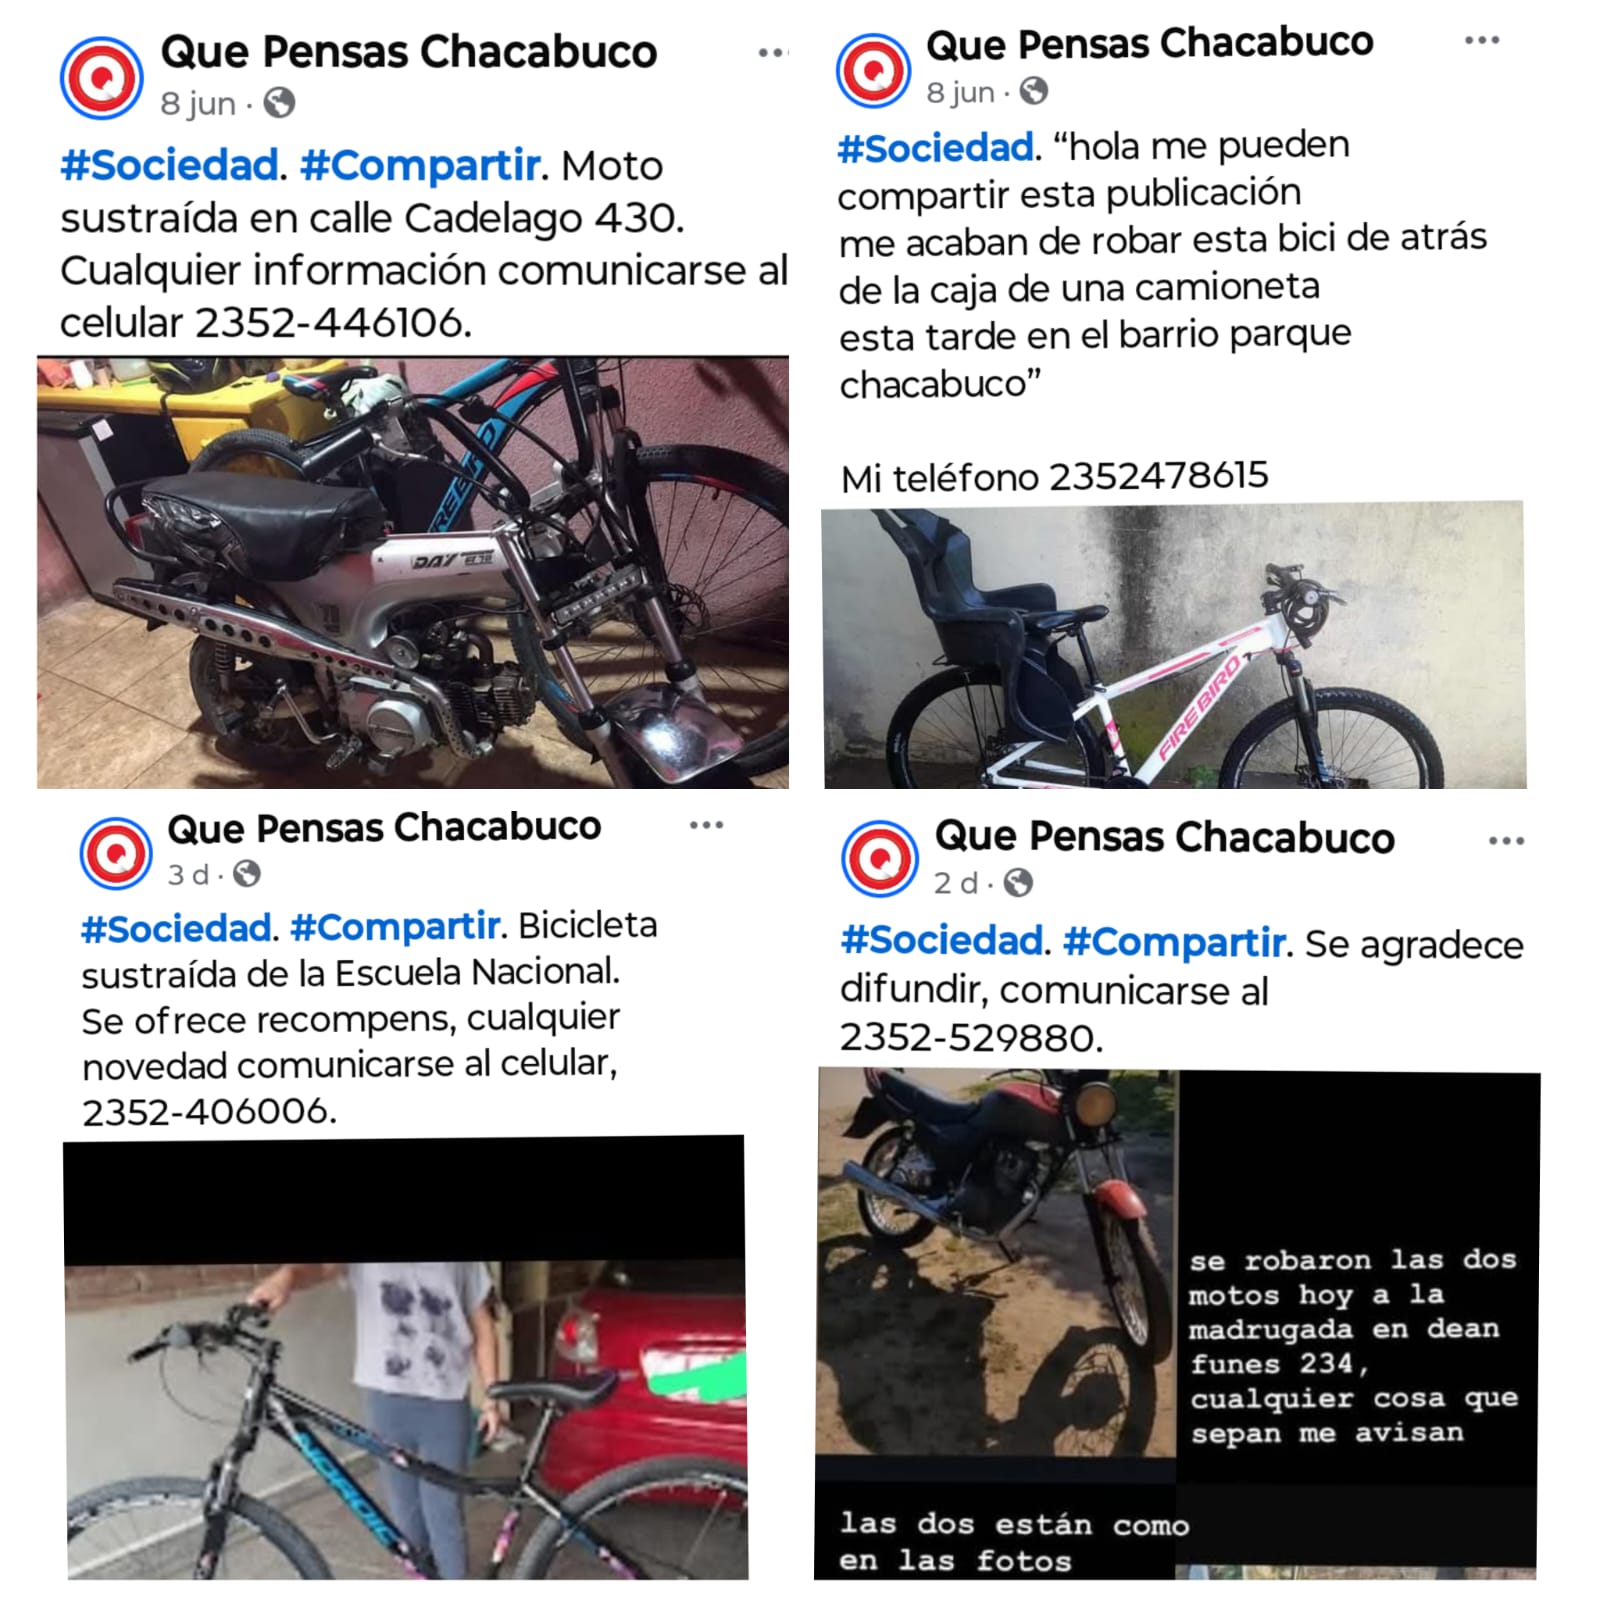 Que Pensas Chacabuco
8 jun ·
#Sociedad. #Compartir. Moto
sustraída en calle Cadelago 430.
Cualquier información comunicarse al
celular 2352-446106.
FIREBIRD
DAY
Que Pensas Chacabuco
8 jun ·
#Sociedad. “hola me pueden
compartir esta publicación
me acaban de robar esta bici de atrás
de la caja de una camioneta
esta tarde en el barrio parque
chacabuco”
Mi teléfono 2352478615
FIREBIRD
Que Pensas Chacabuco
3 d ·
#Sociedad. #Compartir. Bicicleta
sustraída de la Escuela Nacional.
Se ofrece recompens, cualquier
novedad comunicarse al celular,
2352-406006.
NORDIC
Que Pensas Chacabuco
2 d ·
#Sociedad. #Compartir. Se agradece
difundir, comunicarse al
2352-529880.
se robaron las dos
motos hoy a la
madrugada en dean
funes 234,
cualquier cosa que
sepan me avisan
las dos están como
en las fotos